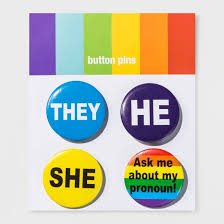 button pins
THEY
HE
SHE
Ask me
about my
pronoun!